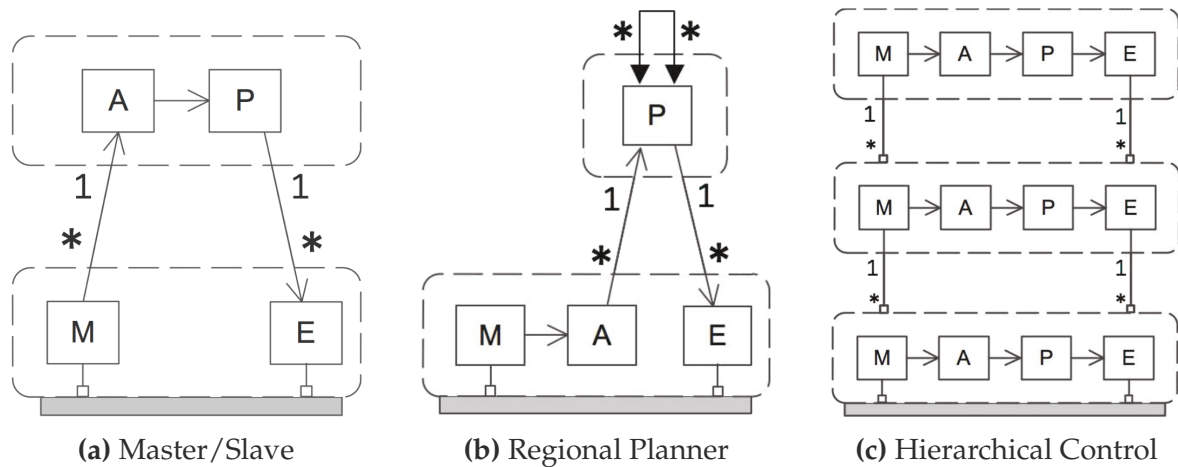 A P
1 1
* *
M E
(a) Master/Slave
* *
P
1 1
* *
M A E
(b) Regional Planner
M A P E
1 1
* *
M A P E
1 1
* *
M A P E
(c) Hierarchical Control